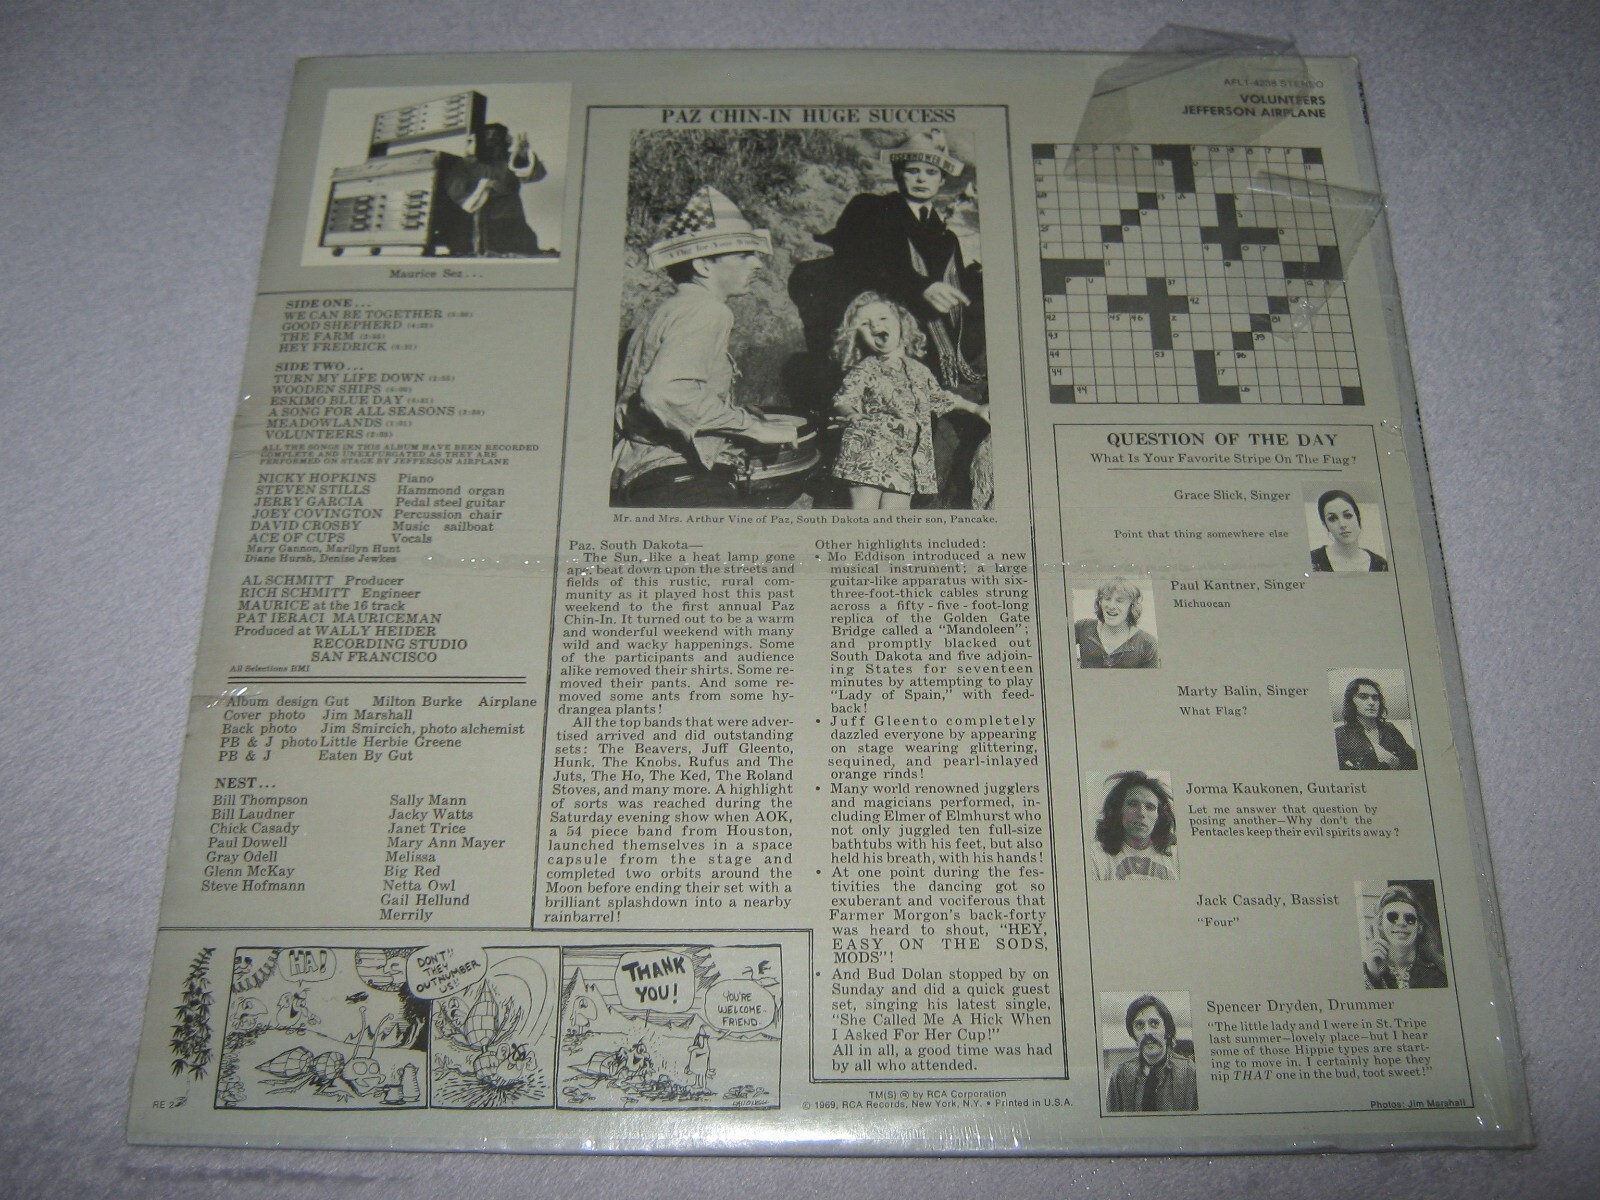 STEREO
VOLUNTEERS
JEFFERSON AIRPLANE
Maurice Sez...
SIDE ONE...
WE CAN BE TOGETHER
GOOD SHEPHERD
THE FARM
HEY FREDRICK
SIDE TWO...
TURN MY LIFE DOWN
WOODEN SHIPS
ESKIMO BLUE DAY
A SONG FOR ALL SEASONS
MEADOWLANDS
VOLUNTEERS
ALL THE SONGS IN THIS ALBUM HAVE BEEN RECORDED
COMPLETE AND UNEXPURGATED AS THEY ARE
PERFORMED ON STAGE BY JEFFERSON AIRPLANE
NICKY HOPKINS Piano
STEVEN STILLS Hammond organ
JERRY GARCIA Pedal steel guitar
JOEY COVINGTON Percussion chair
DAVID CROSBY Music sailboat
ACE OF CUPS Vocals
Mary Gannon, Marilyn Hunt
Diane Hursh, Denise Jewkes
AL SCHMITT Producer
RICH SCHMITT Engineer
MAURICE at the 16 track
PAT IERACI MAURICEMAN
Produced at WALLY HEIDER
RECORDING STUDIO
SAN FRANCISCO
All Selections BMI
Album design Gut Milton Burke Airplane
Cover photo Jim Marshall
Back photo Jim Smircich, photo alchemist
PB & J photo Little Herbie Greene
PB & J Eaten By Gut
NEST...
Bill Thompson Sally Mann
Bill Laudner Jacky Watts
Chick Casady Janet Trice
Paul Dowell Mary Ann Mayer
Gray Odell Melissa
Glenn McKay Big Red
Steve Hofmann Netta Owl
Gail Hellund
Merrily
PAZ CHIN-IN HUGE SUCCESS
Mr. and Mrs. Arthur Vine of Paz, South Dakota and their son, Pancake.
Paz, South Dakota—
The Sun, like a heat lamp gone
ape, beat down upon the streets and
fields of this rustic, rural com-
munity as it played host this past
weekend to the first annual Paz
Chin-In. It turned out to be a warm
and wonderful weekend with many
wild and wacky happenings. Some
of the participants and audience
alike removed their shirts. Some re-
moved their pants. And some re-
moved some ants from some hy-
drangea plants!
All the top bands that were adver-
tised arrived and did outstanding
sets: The Beavers, Juff Gleento,
Hunk. The Knobs. Rufus and The
Juts, The Ho, The Ked, The Roland
Stoves, and many more. A highlight
of sorts was reached during the
Saturday evening show when AOK,
a 54 piece band from Houston,
launched themselves in a space
capsule from the stage and
completed two orbits around the
Moon before ending their set with a
brilliant splashdown into a nearby
rainbarrel!
Other highlights included:
• Mo Eddison introduced a new
musical instrument; a large
guitar-like apparatus with six-
three-foot-thick cables strung
across a fifty-five-foot-long
replica of the Golden Gate
Bridge called a "Mandoleen";
and promptly blacked out
South Dakota and five adjoin-
ing States for seventeen
minutes by attempting to play
"Lady of Spain," with feed-
back!
• Juff Gleento completely
dazzled everyone by appearing
on stage wearing glittering,
sequined, and pearl-inlayed
orange rinds!
• Many world renowned jugglers
and magicians performed, in-
cluding Elmer of Elmhurst who
not only juggled ten full-size
bathtubs with his feet, but also
held his breath, with his hands!
• At one point during the fes-
tivities the dancing got so
exuberant and vociferous that
Farmer Morgon's back-forty
was heard to shout, "HEY,
EASY ON THE SODS,
MODS"!
• And Bud Dolan stopped by on
Sunday and did a quick guest
set, singing his latest single,
"She Called Me A Hick When
I Asked For Her Cup!"
All in all, a good time was had
by all who attended.
QUESTION OF THE DAY
What Is Your Favorite Stripe On The Flag?
Grace Slick, Singer
Point that thing somewhere else
Paul Kantner, Singer
Michuocan
Marty Balin, Singer
What Flag?
Jorma Kaukonen, Guitarist
Let me answer that question by
posing another—Why don't the
Pentacles keep their evil spirits away?
Jack Casady, Bassist
"Four"
Spencer Dryden, Drummer
"The little lady and I were in St. Tripe
last summer—lovely place—but I hear
some of those Hippie types are start-
ing to move in. I certainly hope they
nip THAT one in the bud, toot sweet!"
Photos: Jim Marshall
HA!
DON'T!!
THEY
OUTNUMBER
US!!
THANK
YOU!
YOU'RE
WELCOME-
FRIEND.
RE 2
TM(S) ® by RCA Corporation
© 1969, RCA Records, New York, N.Y. • Printed in U.S.A.